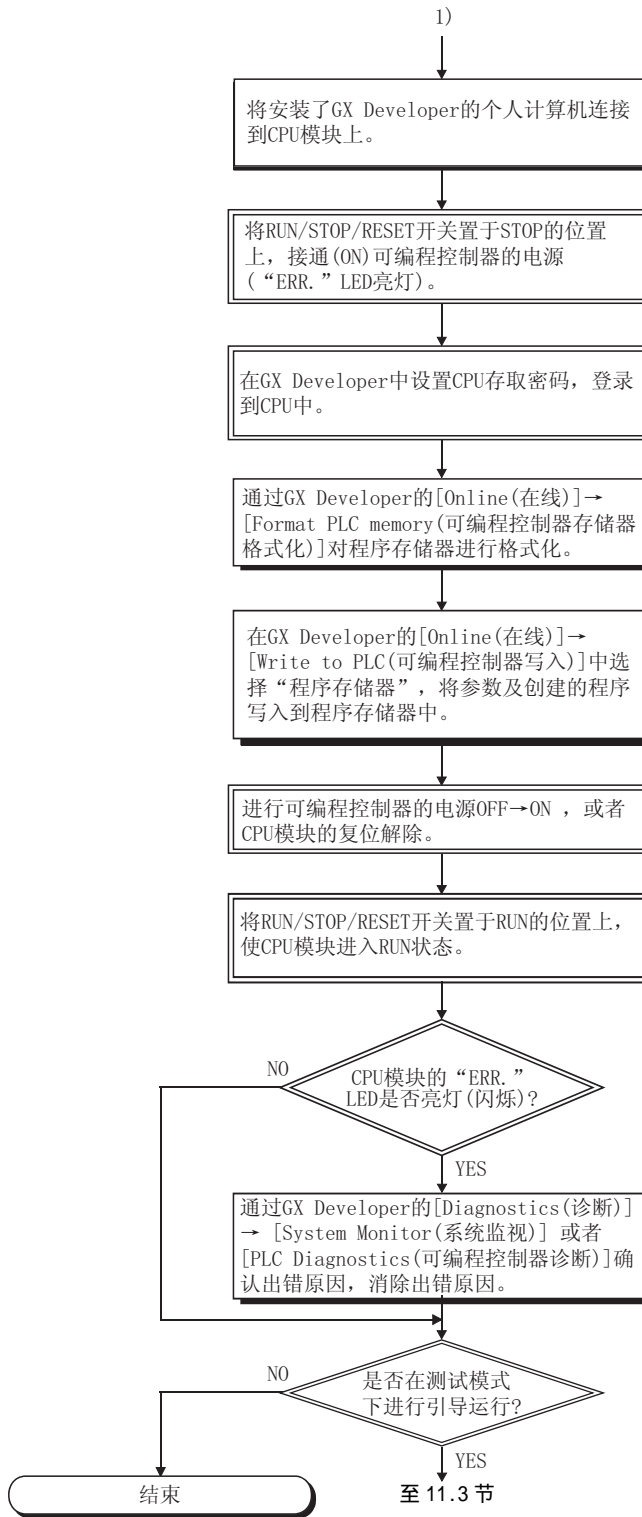 1)
将安装了GX Developer的个人计算机连接
到CPU模块上。
将RUN/STOP/RESET开关置于STOP的位置
上，接通(ON)可编程控制器的电源
(“ERR.”LED亮灯)。
在GX Developer中设置CPU存取密码，登录
到CPU中。
通过GX Developer的[Online(在线)]→
[Format PLC memory(可编程控制器存储器
格式化)]对程序存储器进行格式化。
在GX Developer的[Online(在线)]→
[Write to PLC(可编程控制器写入)]中选
择“程序存储器”，将参数及创建的程序
写入到程序存储器中。
进行可编程控制器的电源OFF→ON ，或者
CPU模块的复位解除。
将RUN/STOP/RESET开关置于RUN的位置上，
使CPU模块进入RUN状态。
NO
CPU模块的“ERR.”
LED是否亮灯(闪烁)?
YES
通过GX Developer的[Diagnostics(诊断)]
→ [System Monitor(系统监视)] 或者
[PLC Diagnostics(可编程控制器诊断)]确
认出错原因，消除出错原因。
NO
是否在测试模式
下进行引导运行?
YES
结束
至 11.3 节